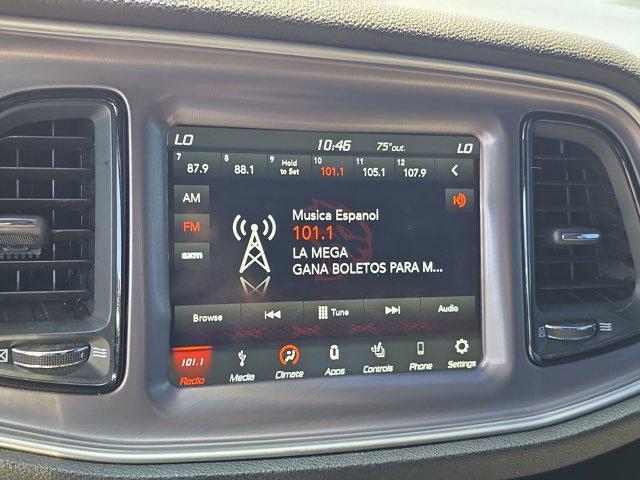 LO 10:46 75°out. LO
7 87.9 8 88.1 9 Hold to Set 10 101.1 11 105.1 12 107.9
AM
FM
sxm
HD
Musica Espanol
101.1
LA MEGA
GANA BOLETOS PARA M...
Browse Tune Audio
101.1
Radio Media Climate Apps Controls Phone Settings